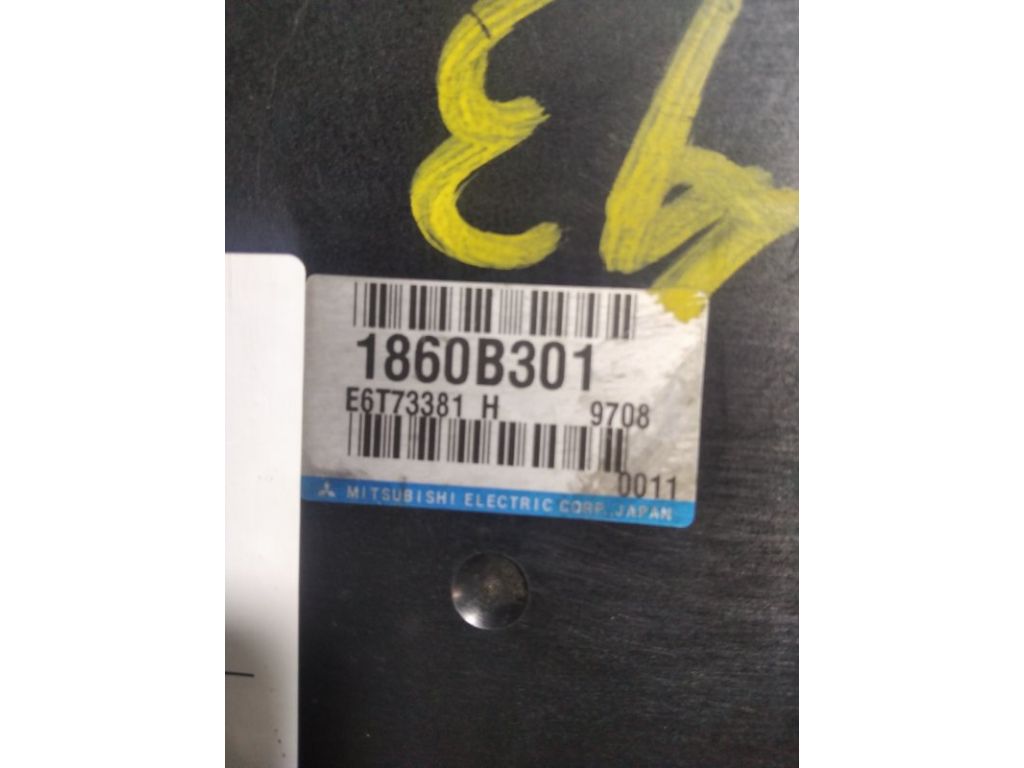 1860B301
E6T73381 H 9708
0011
MITSUBISHI ELECTRIC CORP. JAPAN